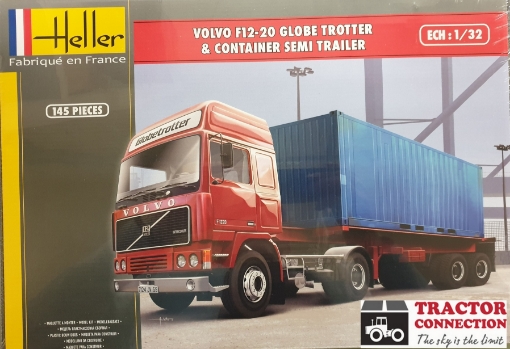 Heller
Fabriqué en France
VOLVO F12-20 GLOBE TROTTER
& CONTAINER SEMI TRAILER
ECH : 1/32
145 PIECES
Globetrotter
VOLVO
F1220
TRACTOR
CONNECTION
The sky is the limit